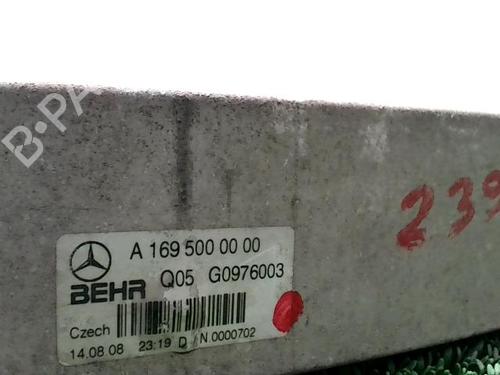 B-PA
A 169 500 00 00
BEHR Q05 G0976003
Czech
14.08.08 23:19 D N 0000702
239